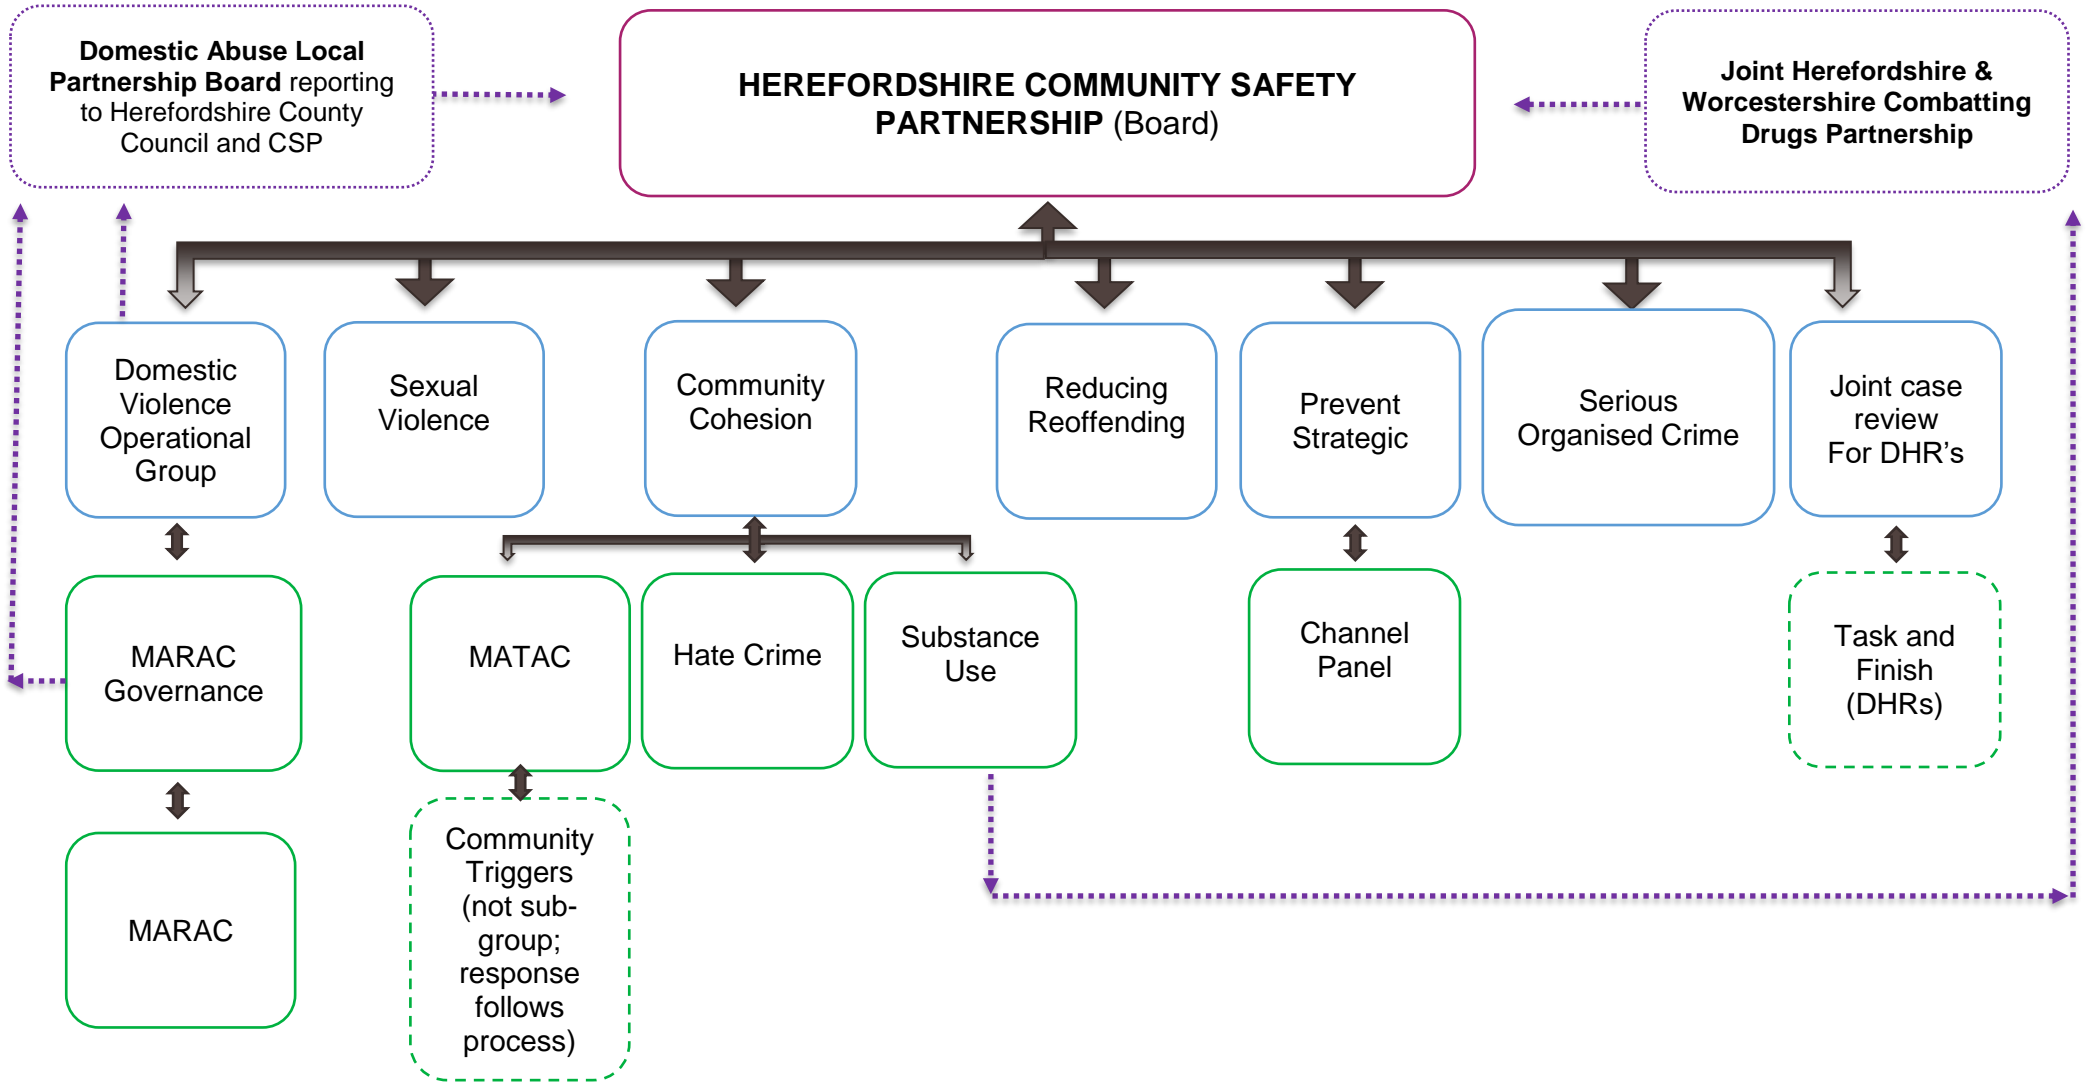 Domestic Abuse Local
Partnership Board reporting
to Herefordshire County
Council and CSP
HEREFORDSHIRE COMMUNITY SAFETY
PARTNERSHIP (Board)
Joint Herefordshire &
Worcestershire Combatting
Drugs Partnership
Domestic
Violence
Operational
Group
Sexual
Violence
Community
Cohesion
Reducing
Reoffending
Prevent
Strategic
Serious
Organised Crime
Joint case
review
For DHR’s
MARAC
Governance
MATAC
Hate Crime
Substance
Use
Channel
Panel
Task and
Finish
(DHRs)
MARAC
Community
Triggers
(not sub-
group;
response
follows
process)